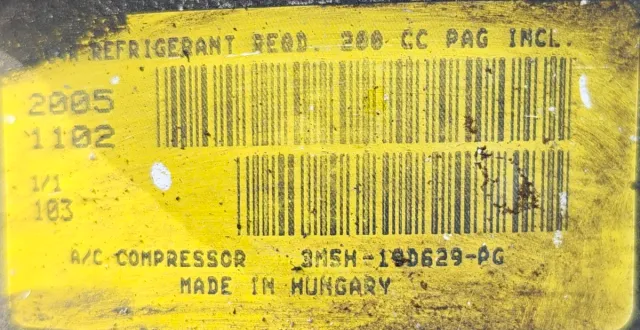 REFRIGERANT REQD. 200 CC PAG INCL.
2005
1102
1/1
103
A/C COMPRESSOR 3M5H-19D629-PG
MADE IN HUNGARY